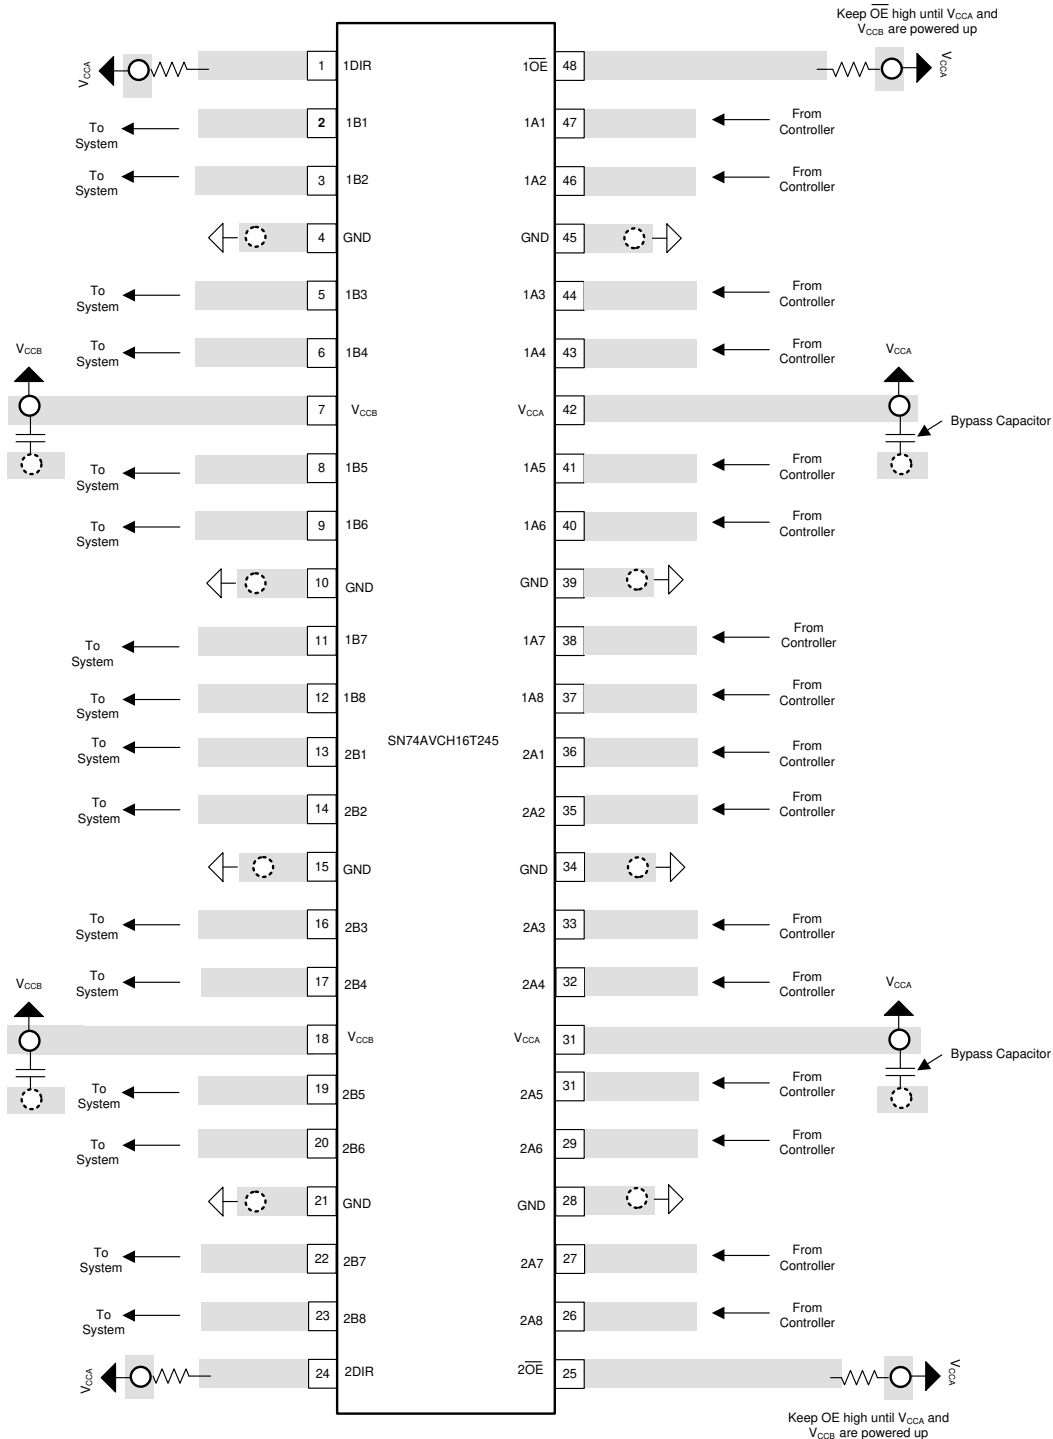 Keep OE high until VCCA and
VCCB are powered up
VCCA 1 1DIR 1OE 48 VCCA
To System 2 1B1 1A1 47 From Controller
To System 3 1B2 1A2 46 From Controller
4 GND GND 45
To System 5 1B3 1A3 44 From Controller
To System 6 1B4 1A4 43 From Controller
VCCB VCCA
7 VCCB VCCA 42 Bypass Capacitor
To System 8 1B5 1A5 41 From Controller
To System 9 1B6 1A6 40 From Controller
10 GND GND 39
To System 11 1B7 1A7 38 From Controller
To System 12 1B8 1A8 37 From Controller
SN74AVCH16T245
To System 13 2B1 2A1 36 From Controller
To System 14 2B2 2A2 35 From Controller
15 GND GND 34
To System 16 2B3 2A3 33 From Controller
To System 17 2B4 2A4 32 From Controller
VCCB VCCA
18 VCCB VCCA 31 Bypass Capacitor
To System 19 2B5 2A5 31 From Controller
To System 20 2B6 2A6 29 From Controller
21 GND GND 28
To System 22 2B7 2A7 27 From Controller
To System 23 2B8 2A8 26 From Controller
VCCA 24 2DIR 2OE 25 VCCA
Keep OE high until VCCA and
VCCB are powered up